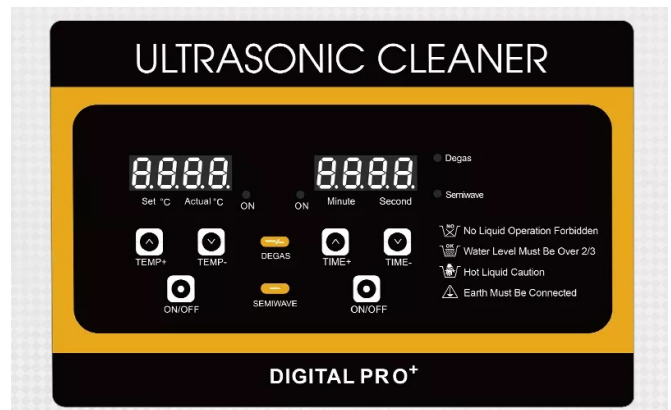 ULTRASONIC CLEANER
8.8.8.8. 8.8.8.8.
Set °C Actual °C ON ON Minute Second
Degas
Semiwave
TEMP+ TEMP- DEGAS TIME+ TIME-
ON/OFF SEMIWAVE ON/OFF
NO No Liquid Operation Forbidden
OK Water Level Must Be Over 2/3
Hot Liquid Caution
Earth Must Be Connected
DIGITAL PRO+